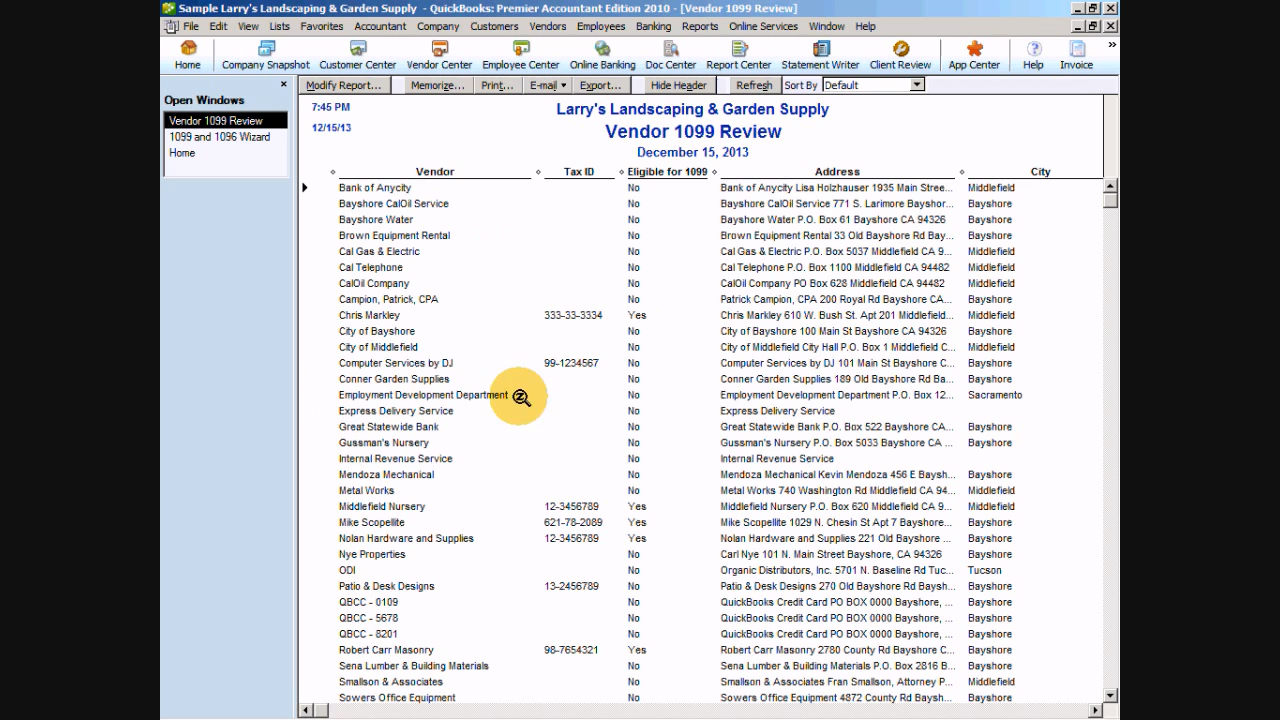 Sample Larry's Landscaping & Garden Supply - QuickBooks: Premier Accountant Edition 2010 - [Vendor 1099 Review]
File Edit View Lists Favorites Accountant Company Customers Vendors Employees Banking Reports Online Services Window Help
Home Company Snapshot Customer Center Vendor Center Employee Center Online Banking Doc Center Report Center Statement Writer Client Review App Center Help Invoice
Open Windows
Vendor 1099 Review
1099 and 1096 Wizard
Home
Modify Report... Memorize... Print... E-mail Export... Hide Header Refresh Sort By Default
7:45 PM
12/15/13
Larry's Landscaping & Garden Supply
Vendor 1099 Review
December 15, 2013
Vendor Tax ID Eligible for 1099 Address City
Bank of Anycity No Bank of Anycity Lisa Holzhauser 1935 Main Stree... Middlefield
Bayshore CalOil Service No Bayshore CalOil Service 771 S. Larimore Bayshor... Bayshore
Bayshore Water No Bayshore Water P.O. Box 61 Bayshore CA 94326 Bayshore
Brown Equipment Rental No Brown Equipment Rental 33 Old Bayshore Rd Bay... Bayshore
Cal Gas & Electric No Cal Gas & Electric P.O. Box 5037 Middlefield CA 9... Middlefield
Cal Telephone No Cal Telephone P.O. Box 1100 Middlefield CA 94482 Middlefield
CalOil Company No CalOil Company PO Box 628 Middlefield CA 94482 Middlefield
Campion, Patrick, CPA No Patrick Campion, CPA 200 Royal Rd Bayshore CA... Bayshore
Chris Markley 333-33-3334 Yes Chris Markley 610 W. Bush St. Apt 201 Middlefield... Middlefield
City of Bayshore No City of Bayshore 100 Main St Bayshore CA 94326 Bayshore
City of Middlefield No City of Middlefield City Hall P.O. Box 1 Middlefield C... Middlefield
Computer Services by DJ 99-1234567 No Computer Services by DJ 101 Main St Bayshore C... Bayshore
Conner Garden Supplies No Conner Garden Supplies 189 Old Bayshore Rd Ba... Bayshore
Employment Development Department No Employment Development Department P.O. Box 12... Sacramento
Express Delivery Service No Express Delivery Service
Great Statewide Bank No Great Statewide Bank P.O. Box 522 Bayshore CA... Bayshore
Gussman's Nursery No Gussman's Nursery P.O. Box 5033 Bayshore CA... Bayshore
Internal Revenue Service No Internal Revenue Service
Mendoza Mechanical No Mendoza Mechanical Kevin Mendoza 456 E Baysh... Bayshore
Metal Works No Metal Works 740 Washington Rd Middlefield CA 94... Middlefield
Middlefield Nursery 12-3456789 Yes Middlefield Nursery P.O. Box 620 Middlefield CA 9... Middlefield
Mike Scopellite 621-78-2089 Yes Mike Scopellite 1029 N. Chesin St Apt 7 Bayshore... Bayshore
Nolan Hardware and Supplies 12-3456789 Yes Nolan Hardware and Supplies 221 Old Bayshore ... Bayshore
Nye Properties No Carl Nye 101 N. Main Street Bayshore, CA 94326 Bayshore
ODI No Organic Distributors, Inc. 5701 N. Baseline Rd Tuc... Tucson
Patio & Desk Designs 13-2456789 No Patio & Desk Designs 270 Old Bayshore Rd Baysh... Bayshore
QBCC - 0109 No QuickBooks Credit Card PO BOX 0000 Bayshore, ... Bayshore
QBCC - 5678 No QuickBooks Credit Card PO BOX 0000 Bayshore, ... Bayshore
QBCC - 8201 No QuickBooks Credit Card PO BOX 0000 Bayshore, ... Bayshore
Robert Carr Masonry 98-7654321 Yes Robert Carr Masonry 2780 County Rd Bayshore C... Bayshore
Sena Lumber & Building Materials No Sena Lumber & Building Materials P.O. Box 2816 B... Bayshore
Smallson & Associates No Smallson & Associates Fran Smallson, Attorney P... Middlefield
Sowers Office Equipment No Sowers Office Equipment 4872 County Rd Baysh... Bayshore